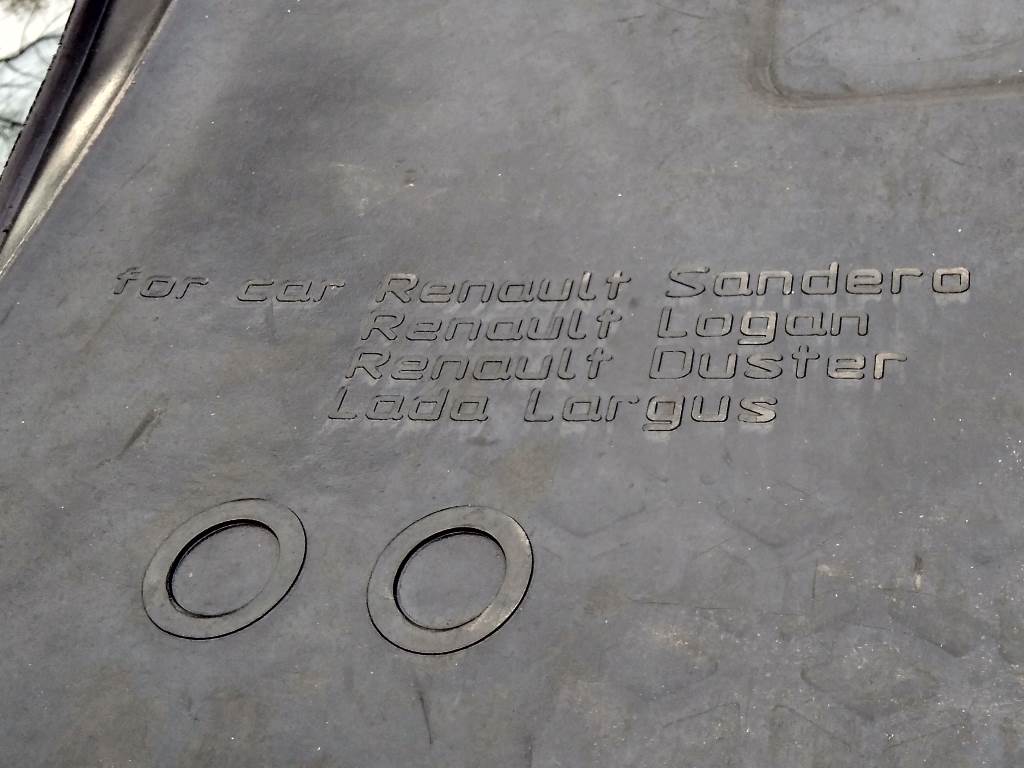 for car Renault Sandero
Renault Logan
Renault Duster
Lada Largus